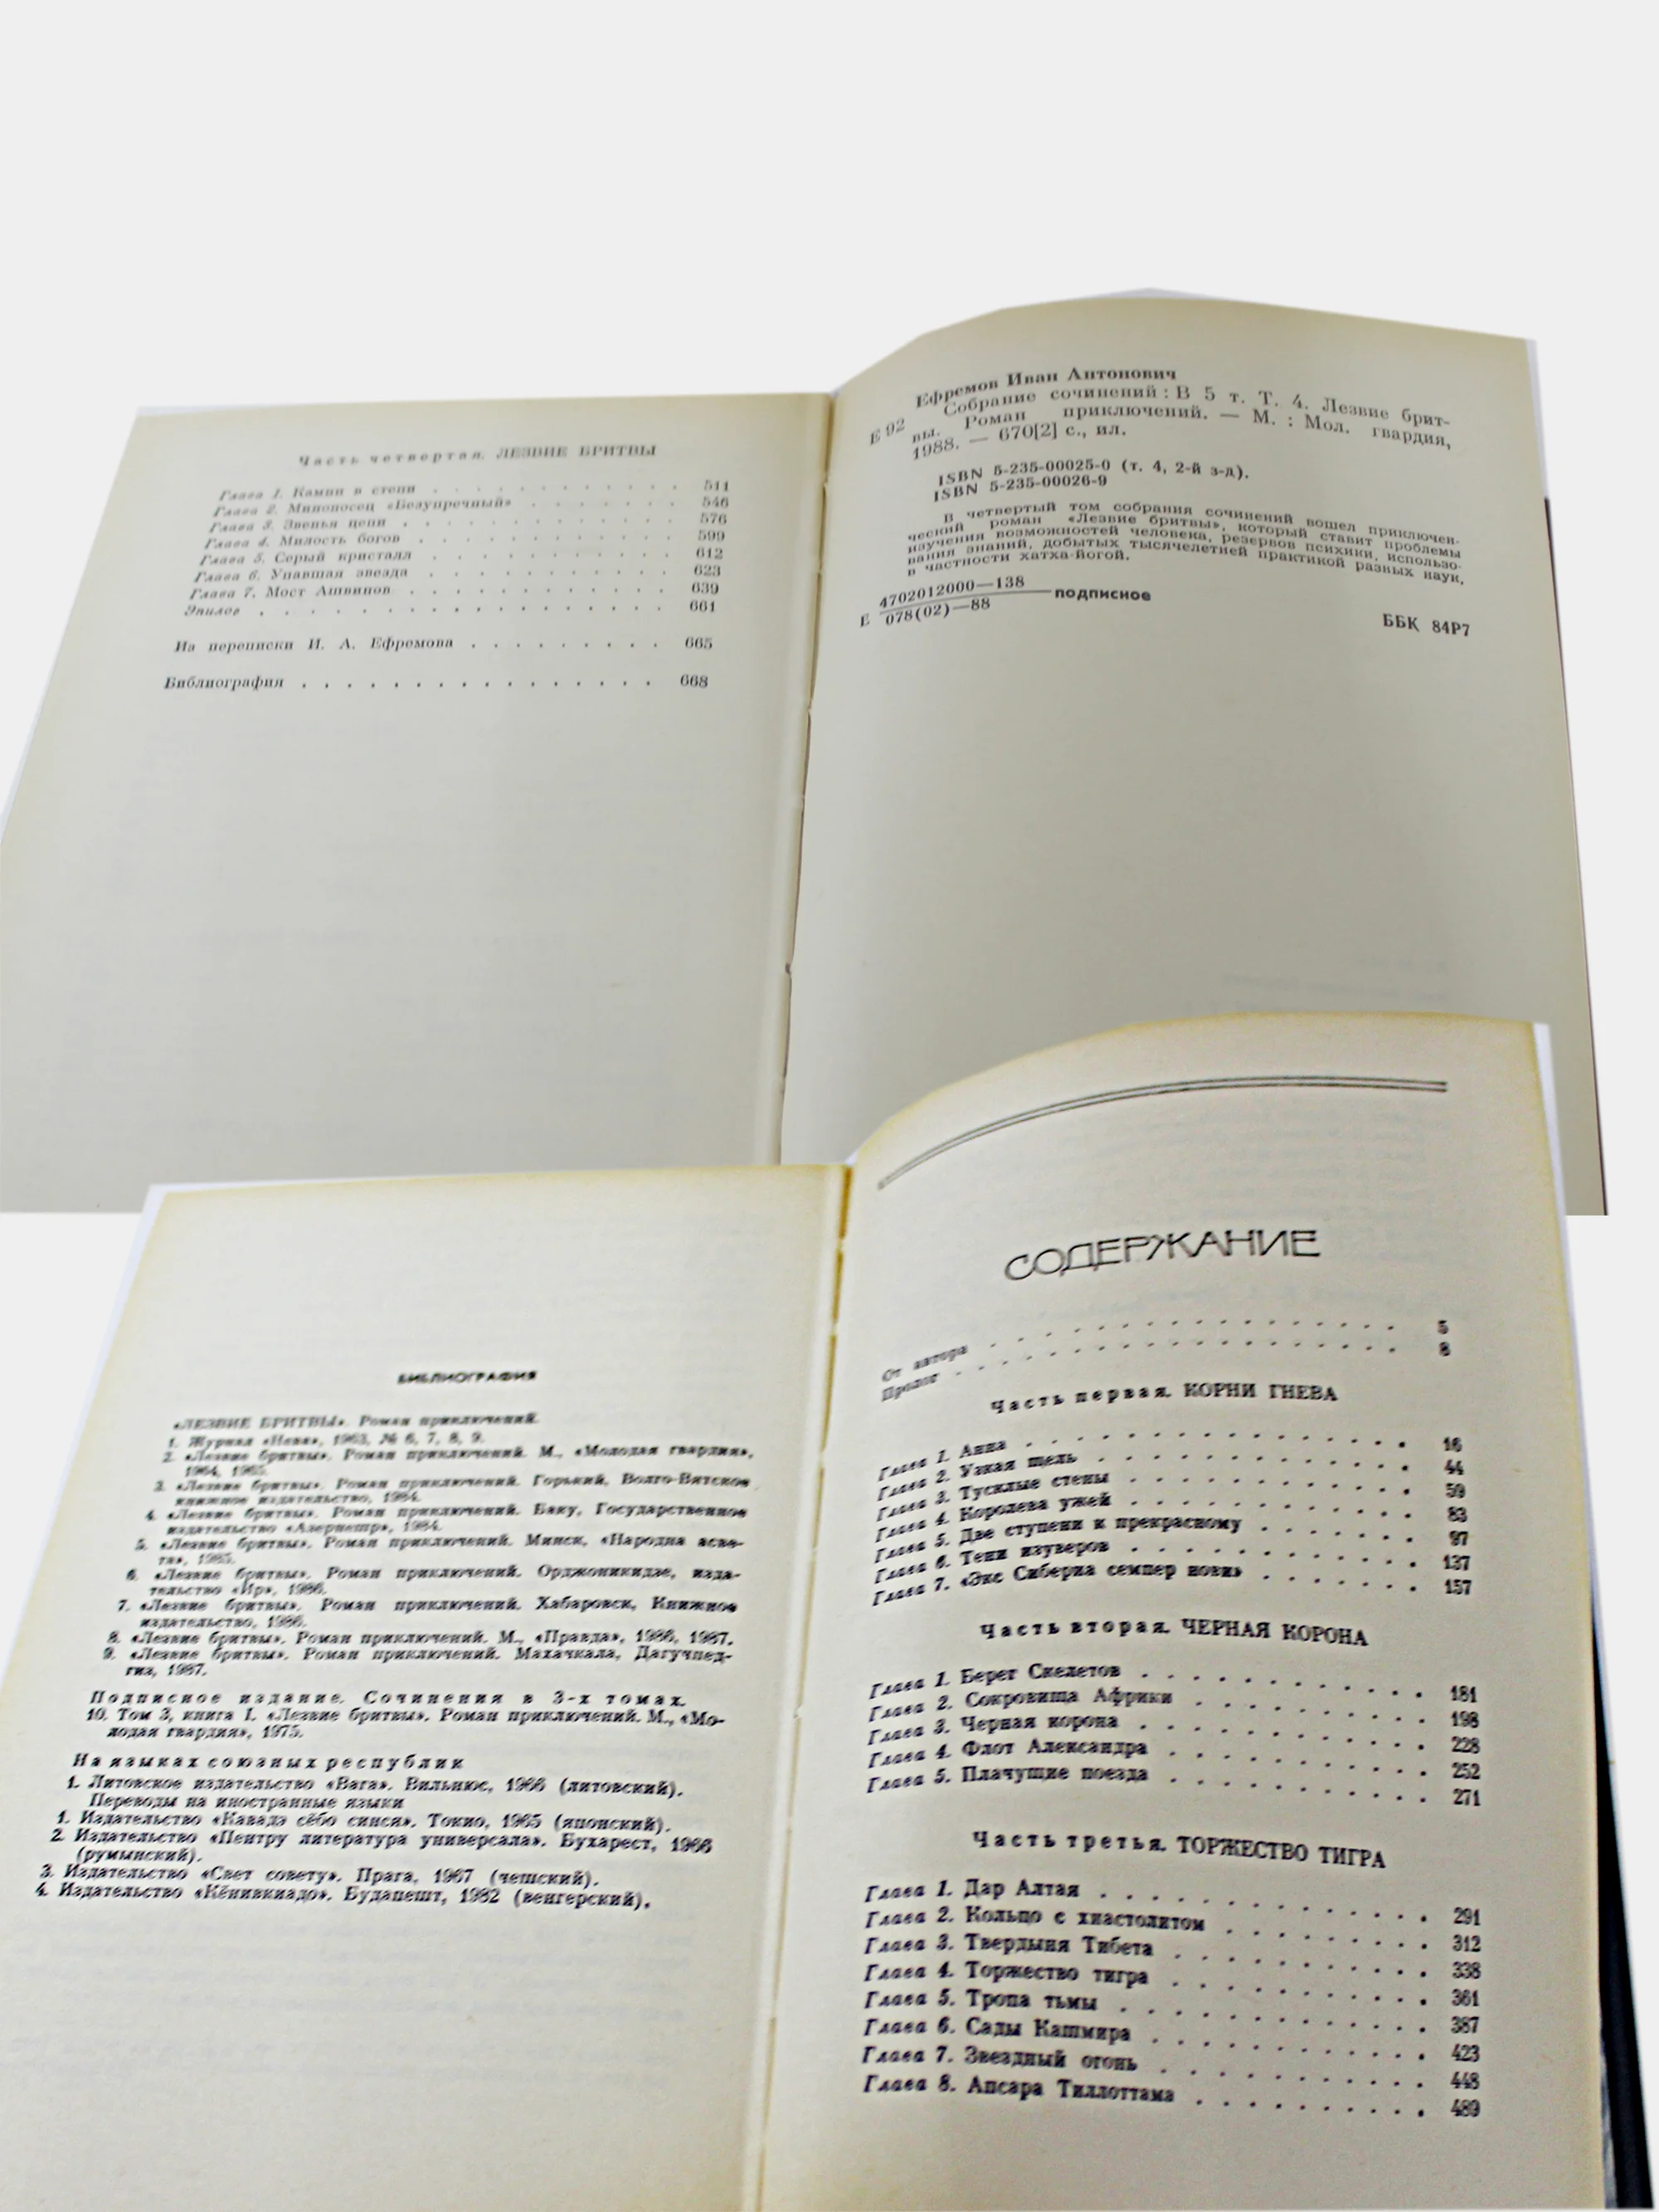 Часть четвертая. ЛЕЗВИЕ БРИТВЫ
Глава 1. Камни в степи 511
Глава 2. Миноносец «Безупречный» 546
Глава 3. Звенья цепи 576
Глава 4. Милость богов 599
Глава 5. Серый кристалл 612
Глава 6. Упавшая звезда 623
Глава 7. Мост Ашвинов 639
Эпилог 661
Из переписки И. А. Ефремова 665
Библиография 668
Ефремов Иван Антонович
Е 92 Собрание сочинений: В 5 т. Т. 4. Лезвие брит-
вы. Роман приключений. — М.: Мол. гвардия,
1988. — 670[2] с., ил.
ISBN 5-235-00025-0 (т. 4, 2-й з-д).
ISBN 5-235-00026-9
В четвертый том собрания сочинений вошел приключен-
ческий роман «Лезвие бритвы», который ставит проблемы
изучения возможностей человека, резервов психики, использо-
вания знаний, добытых тысячелетней практикой разных наук,
в частности хатха-йогой.
Е 4702012000—138 подписное
078(02)—88
ББК 84Р7
БИБЛИОГРАФИЯ
«ЛЕЗВИЕ БРИТВЫ». Роман приключений.
1. Журнал «Нева», 1963, № 6, 7, 8, 9.
2. «Лезвие бритвы». Роман приключений. М., «Молодая гвардия»,
1964, 1965.
3. «Лезвие бритвы». Роман приключений. Горький, Волго-Вятское
книжное издательство, 1984.
4. «Лезвие бритвы». Роман приключений. Баку, Государственное
издательство «Азернешр», 1984.
5. «Лезвие бритвы». Роман приключений. Минск, «Народна асве-
та», 1985.
6. «Лезвие бритвы». Роман приключений. Орджоникидзе, изда-
тельство «Ир», 1986.
7. «Лезвие бритвы». Роман приключений. Хабаровск, Книжное
издательство, 1986.
8. «Лезвие бритвы». Роман приключений. М., «Правда», 1986, 1987.
9. «Лезвие бритвы». Роман приключений. Махачкала, Дагучпед-
гиз, 1987.
Подписное издание. Сочинения в 3-х томах.
10. Том 3, книга 1. «Лезвие бритвы». Роман приключений. М., «Мо-
лодая гвардия», 1975.
На языках союзных республик
1. Литовское издательство «Вага». Вильнюс, 1966 (литовский).
Переводы на иностранные языки
1. Издательство «Кавадэ сёбо синси». Токио, 1965 (японский).
2. Издательство «Пентру литература универсала». Бухарест, 1966
(румынский).
3. Издательство «Свет совету». Прага, 1967 (чешский).
4. Издательство «Кёнивкиадо». Будапешт, 1982 (венгерский).
СОДЕРЖАНИЕ
От автора 5
Пролог 8
Часть первая. КОРНИ ГНЕВА
Глава 1. Анна 16
Глава 2. Узкая щель 44
Глава 3. Тусклые стены 59
Глава 4. Королева ужей 83
Глава 5. Две ступени к прекрасному 97
Глава 6. Тени изуверов 137
Глава 7. «Экс Сибериа семпер нови» 157
Часть вторая. ЧЕРНАЯ КОРОНА
Глава 1. Берег Скелетов 181
Глава 2. Сокровища Африки 198
Глава 3. Черная корона 228
Глава 4. Флот Александра 252
Глава 5. Плачущие поезда 271
Часть третья. ТОРЖЕСТВО ТИГРА
Глава 1. Дар Алтая 291
Глава 2. Кольцо с хиастолитом 312
Глава 3. Твердыня Тибета 338
Глава 4. Торжество тигра 361
Глава 5. Тропа тьмы 387
Глава 6. Сады Кашмира 423
Глава 7. Звездный огонь 448
Глава 8. Апсара Тиллоттама 489